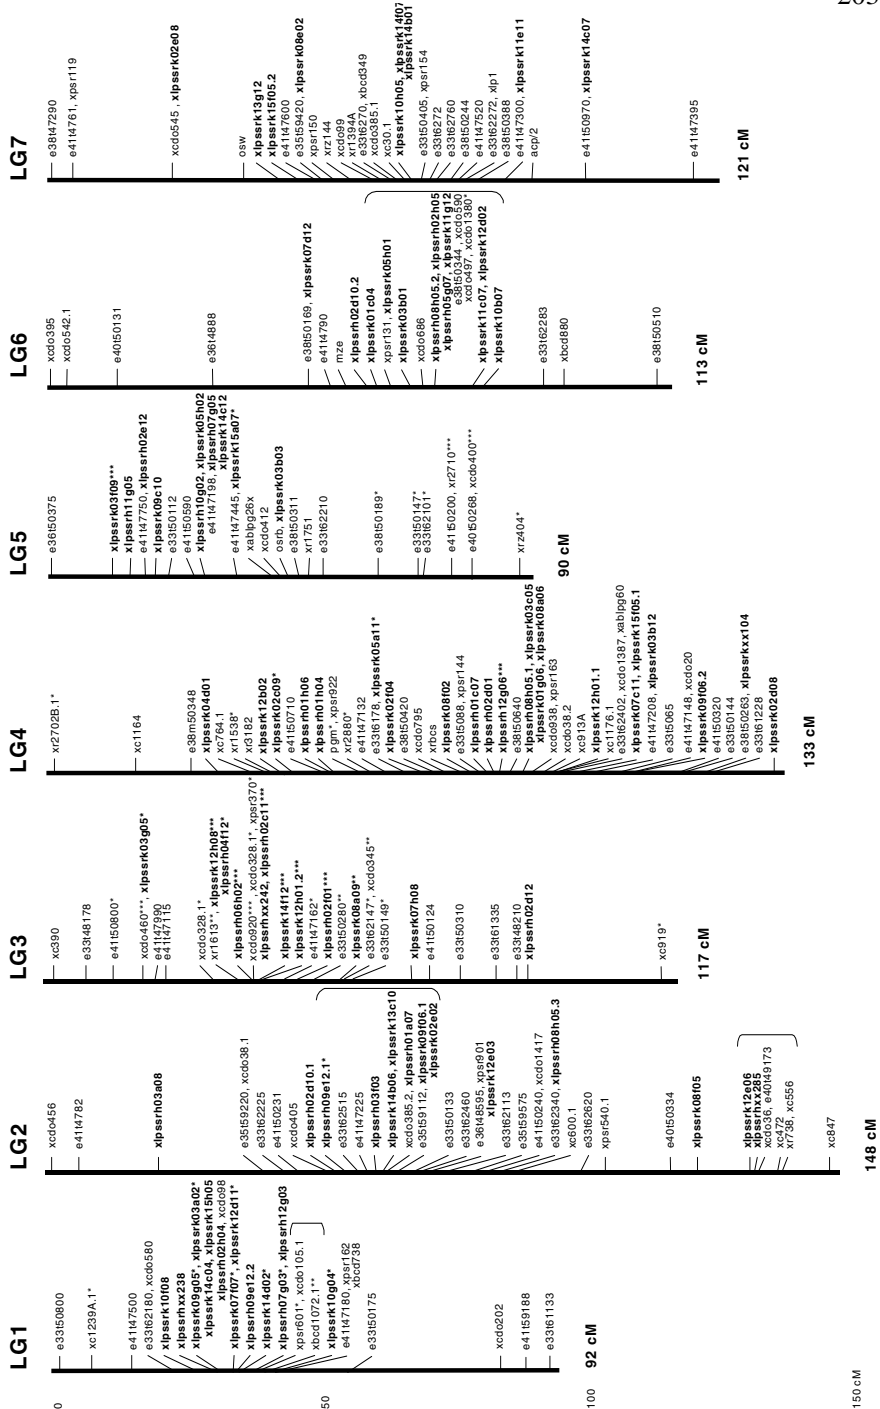 LG1
e33t50800
xc1239A.1*
e41t47500
e33t62180, xcdo580
xlpssrk10f08
xlpssrhxx238
xlpssrk09g05*, xlpssrk03a02*
xlpssrk14c04, xlpssrk15h05
xlpssrh02h04, xcdo98
xlpssrk07f07*, xlpssrk12d11*
xlpssrh09e12.2
xlpssrk14d02*
xlpssrh07g03*, xlpssrh12g03
xpsr601*, xcdo105.1
xbcd1072.1**
xlpssrk10g04*
e41t47180, xpsr162
xbcd738
e33t50175
xcdo202
e41t59188
e33t61133
92 cM
0
50
100
150 cM
LG2
xcdo456
e41t4782
xlpssrh03a08
e35t59220, xcdo38.1
e33t62225
e41t50231
xcdo405
xlpssrh02d10.1
xlpssrh09e12.1*
e33t62515
e41t47225
xlpssrh03f03
xlpssrk14b06, xlpssrk13c10
xcdo385.2, xlpssrh01a07
e35t59112, xlpssrk09f06.1
xlpssrk02e02
e33t50133
e33t62460
e36t48595, xpsr901
xlpssrk12e03
e33t62113
e35t59575
e41t50240, xcdo1417
e33t62340, xlpssrh08h05.3
xc600.1
e33t62620
xpsr540.1
e40t50334
xlpssrk08f05
xlpssrk12e06
xlpssrhxx285
xcdo36, e40t49173
xc472
xr738, xc556
xc847
148 cM
LG3
xc390
e33t48178
e41t50800*
xcdo460***, xlpssrk03g05*
e41t47990
e41t47115
xcdo328.1*
xr1613**, xlpssrk12h08***
xlpssrh04f12*
xlpssrh06h02***
xcdo920***, xcdo328.1*, xpsr370*
xlpssrhxx242, xlpssrh02c11***
xlpssrk14f12***
xlpssrk12h01.2***
e41t47162*
xlpssrh02f01***
e33t50280**
xlpssrk08a09**
e33t62147*, xcdo345**
e33t50149*
xlpssrk07h08
e41t50124
e33t50310
e33t61335
e33t48210
xlpssrh02d12
xc919*
117 cM
LG4
xr2702B.1*
xc1164
e38m50348
xlpssrk04d01
xc764.1
xr1538*
xr3182
xlpssrk12b02
xlpssrk02c09*
e41t50710
xlpssrh01h06
xlpssrk01h04
pgm*, xpsr922
xr2880*
e41t47132
e33t6178, xlpssrk05a11*
xlpssrk02f04
e38t50420
xcdo795
xrbcs
xlpssrk08f02
e33t5088, xpsr144
xlpssrh01c07
xlpssrh02d01
xlpssrh12g06***
e38t50640
xlpssrh08h05.1, xlpssrk03c05
xlpssrk01g06, xlpssrk08a06
xcdo938, xpsr163
xcdo38.2
xc913A
xlpssrk12h01.1
xc1176.1
e33t62402, xcdo1387, xablpg60
xlpssrk07c11, xlpssrk15f05.1
e41t47208, xlpssrk03b12
e33t5065
e41t47148, xcdo20
xlpssrk09f06.2
e41t50320
e33t50144
e38t50263, xlpssrkxx104
e33t61228
xlpssrk02d08
133 cM
LG5
e36t50375
xlpssrk03f09***
xlpssrh11g05
e41t47750, xlpssrh02e12
xlpssrk09c10
e33t50112
e41t50590
xlpssrh10g02, xlpssrk05h02
e41t47198, xlpssrh07g05
xlpssrk14c12
e41t47445, xlpssrk15a07*
xablpg26x
xcdo412
osrb, xlpssrk03b03
e38t50311
xr1751
e33t62210
e38t50189*
e33t50147*
e33t62101*
e41t50200, xr2710***
e40t50268, xcdo400***
xrz404*
90 cM
LG6
xcdo395
xcdo542.1
e40t50131
e36t4888
e38t50169, xlpssrk07d12
e41t4790
mze
xlpssrh02d10.2
xlpssrk01c04
xpsr131, xlpssrk05h01
xlpssrk03b01
xcdo686
xlpssrh08h05.2, xlpssrh02h05
xlpssrh05g07, xlpssrk11g12
e38t50344, xcdo590
xcdo497, xcdo1380*
xlpssrk11c07, xlpssrk12d02
xlpssrk10b07
e33t62283
xbcd880
e38t50510
113 cM
LG7
e38t47290
e41t4761, xpsr119
xcdo545, xlpssrk02e08
osw
xlpssrk13g12
xlpssrk15f05.2
e41t47600
e35t59420, xlpssrk08e02
xpsr150
xrz144
xcdo99
xr1394A
e33t6270, xbcd349
xcdo385.1
xc30.1
xlpssrk10h05, xlpssrk14f07
xlpssrk14b01
e33t50405, xpsr154
e33t6272
e33t62760
e38t50244
e41t47520
e33t62272, xlp1
e38t50388
e41t47300, xlpssrk11e11
acp/2
e41t50970, xlpssrk14c07
e41t47395
121 cM